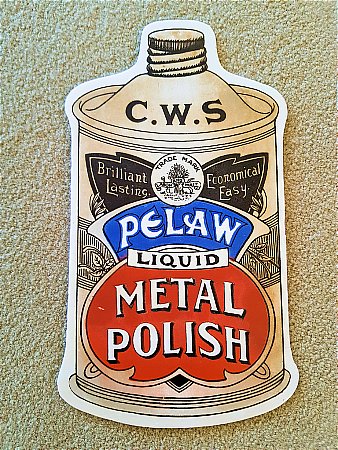 C.W.S
TRADE MARK
Brilliant Lasting.
Economical Easy.
PELAW
LIQUID
METAL
POLISH